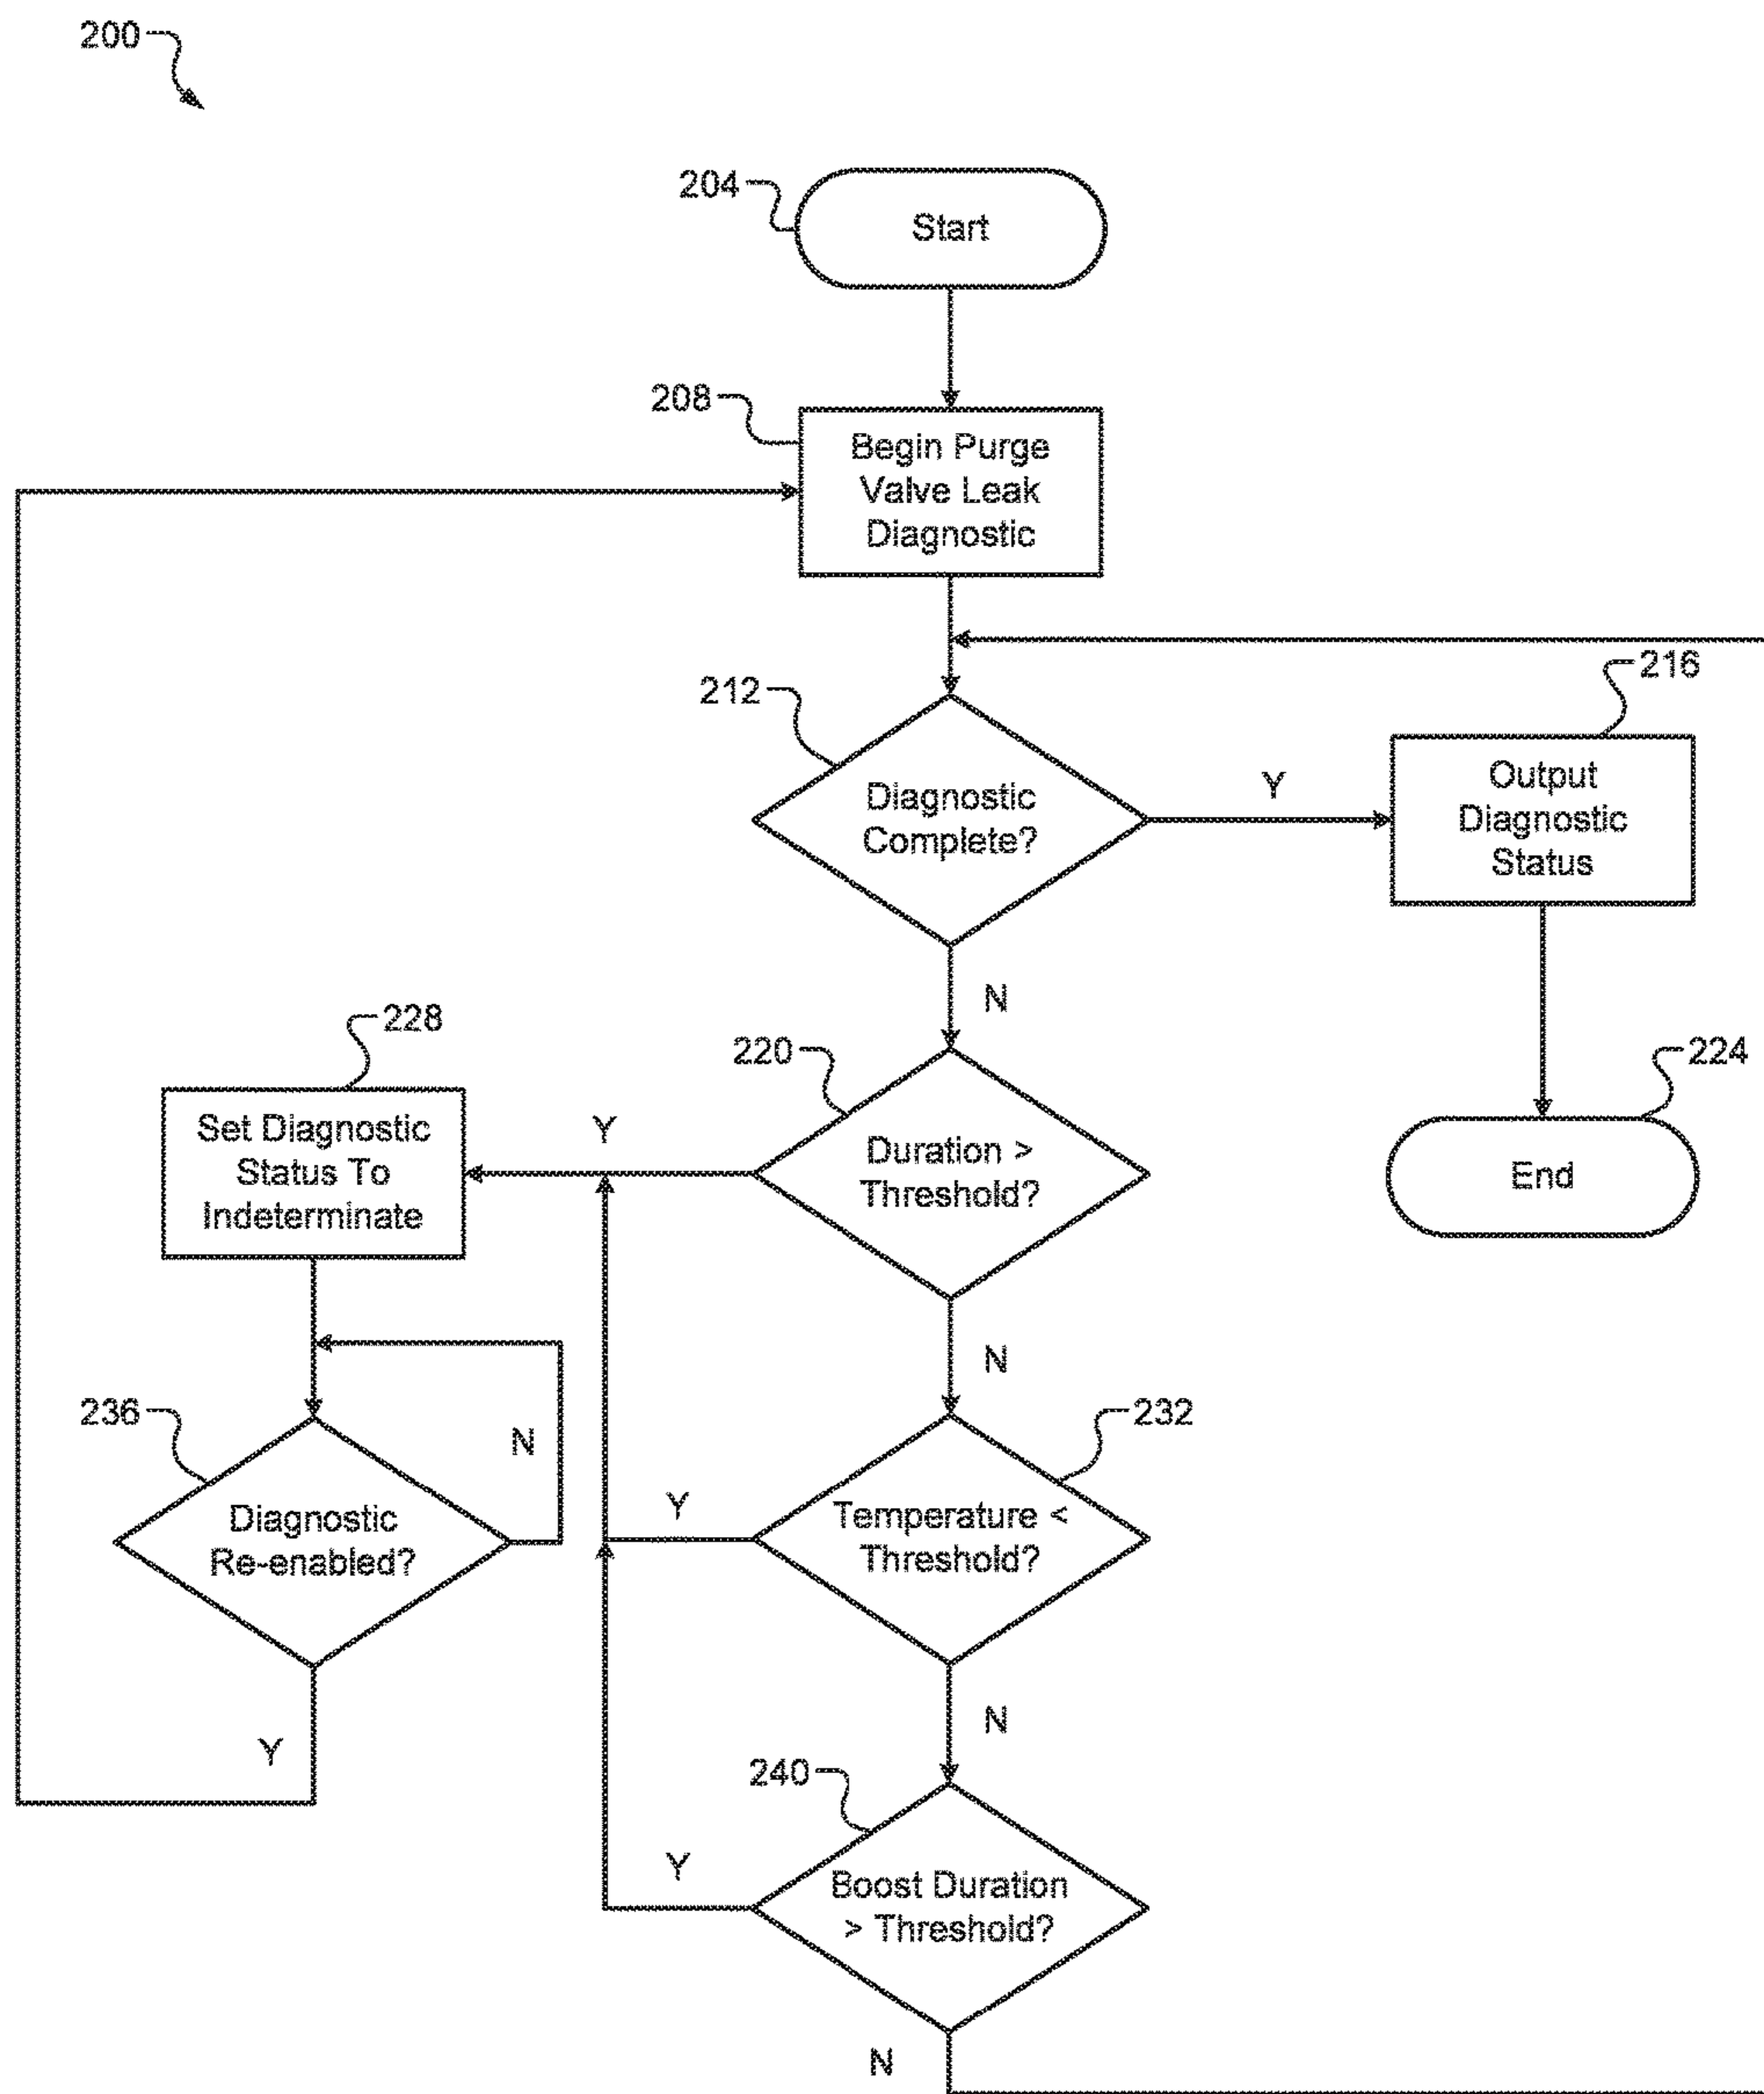 200
204
Start
208
Begin Purge
Valve Leak
Diagnostic
212
Diagnostic
Complete?
Y
216
Output
Diagnostic
Status
N
228
Set Diagnostic
Status To
Indeterminate
Y
220
Duration >
Threshold?
224
End
N
236
Diagnostic
Re-enabled?
N
Y
232
Temperature <
Threshold?
Y
N
240
Boost Duration
> Threshold?
Y
N